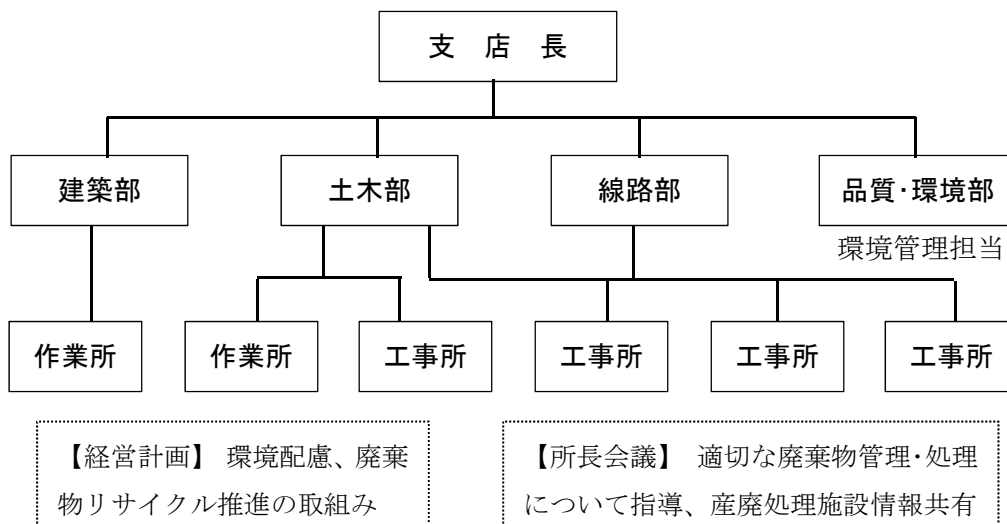 支　店　長
建築部
土木部
線路部
品質・環境部
環境管理担当
作業所
作業所
工事所
工事所
工事所
工事所
【経営計画】 環境配慮、廃棄
物リサイクル推進の取組み
【所長会議】 適切な廃棄物管理・処理
について指導、産廃処理施設情報共有